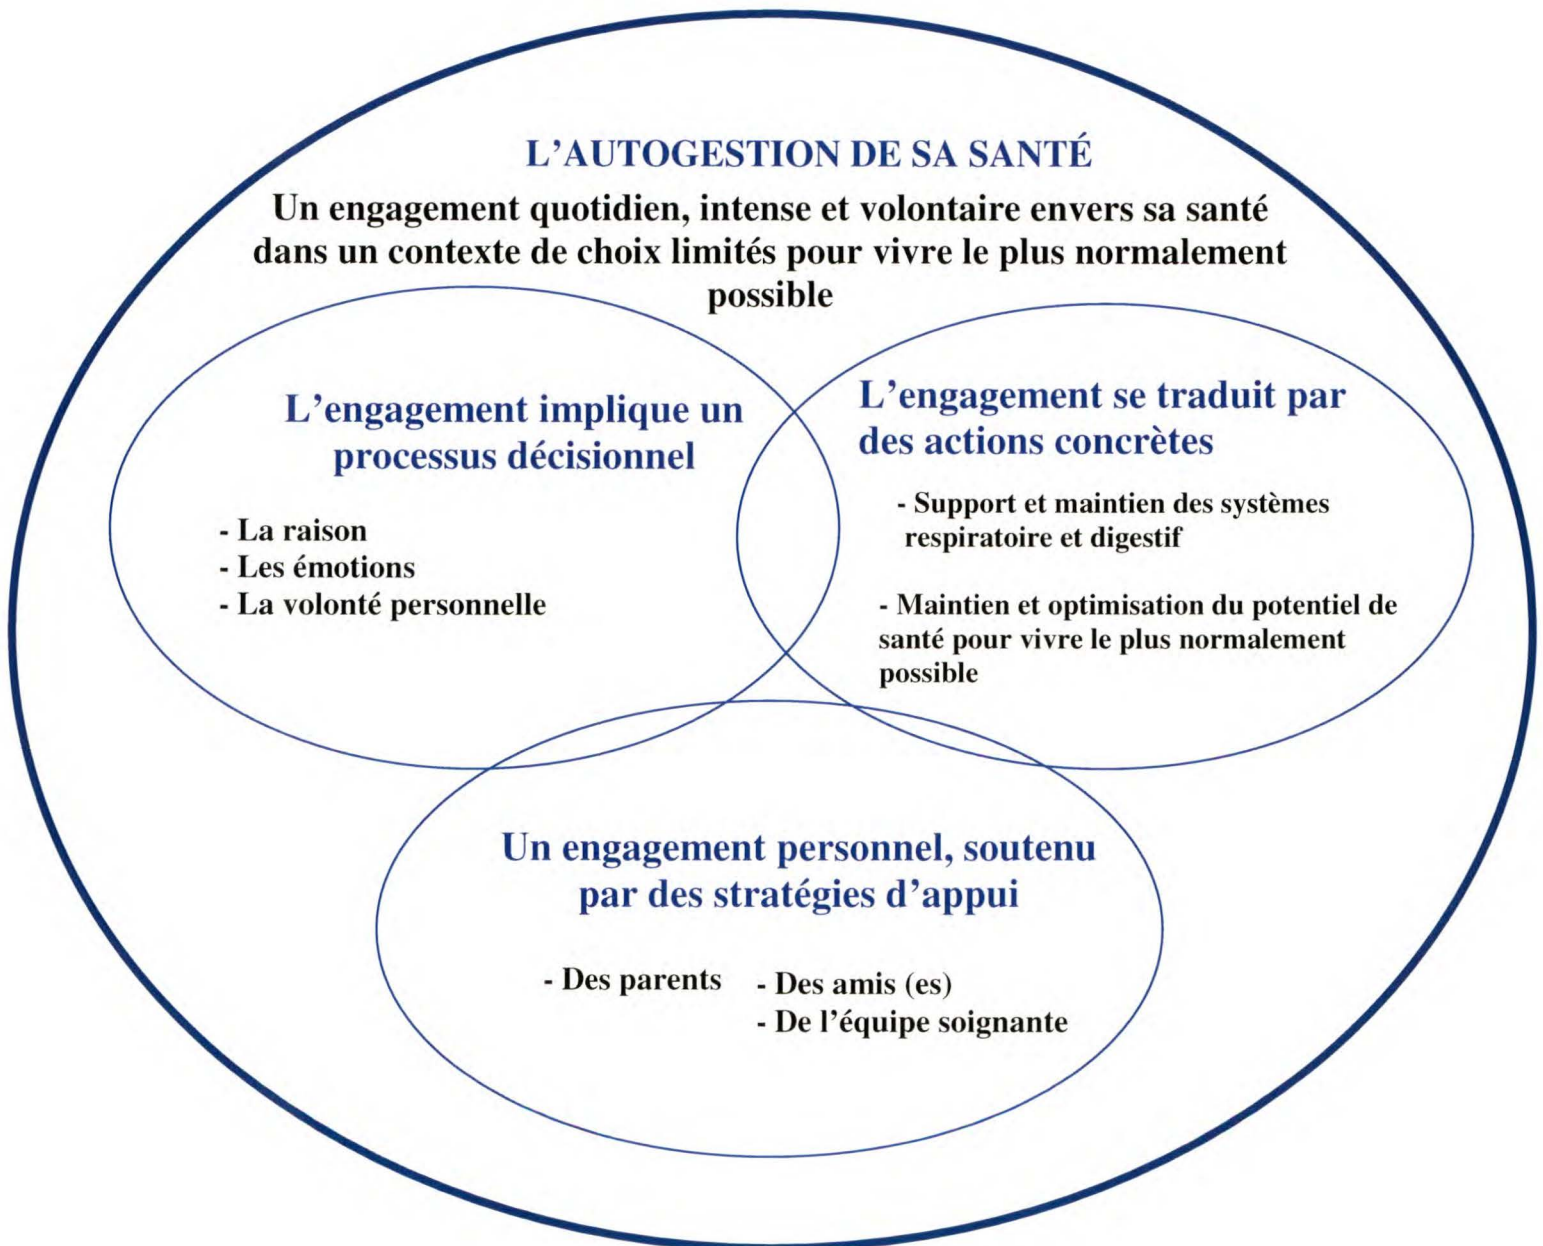 L'AUTOGESTION DE SA SANTÉ
Un engagement quotidien, intense et volontaire envers sa santé
dans un contexte de choix limités pour vivre le plus normalement
possible
L'engagement implique un
processus décisionnel
- La raison
- Les émotions
- La volonté personnelle
L'engagement se traduit par
des actions concrètes
- Support et maintien des systèmes
respiratoire et digestif
- Maintien et optimisation du potentiel de
santé pour vivre le plus normalement
possible
Un engagement personnel, soutenu
par des stratégies d'appui
- Des parents
- Des amis (es)
- De l'équipe soignante